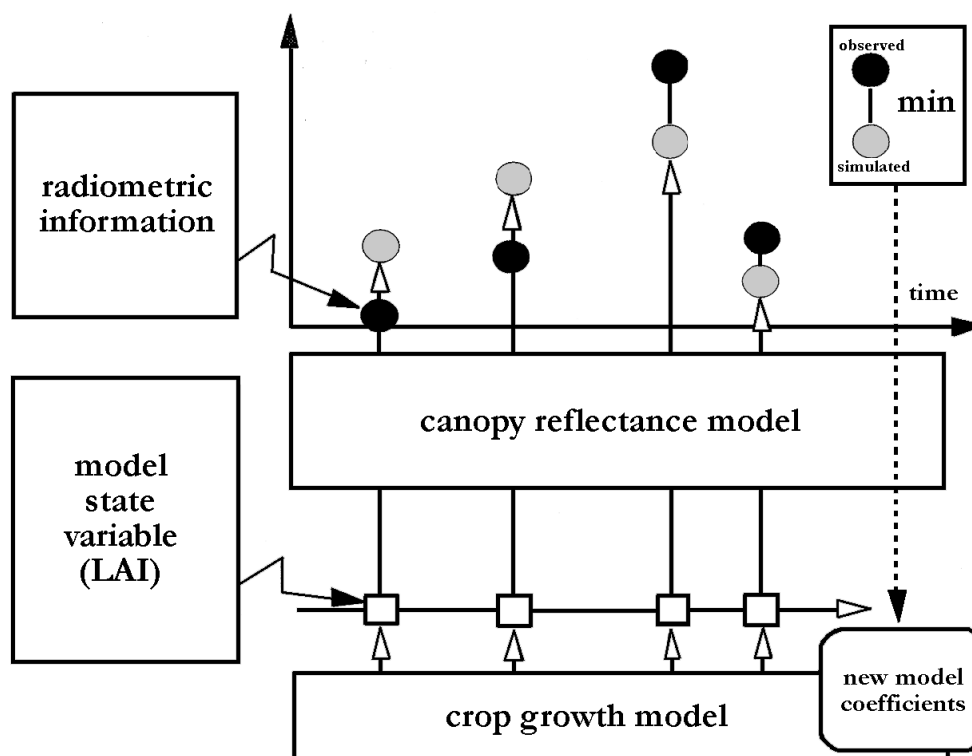 observed
min
simulated
radiometric
information
time
canopy reflectance model
model
state
variable
(LAI)
new model
coefficients
crop growth model